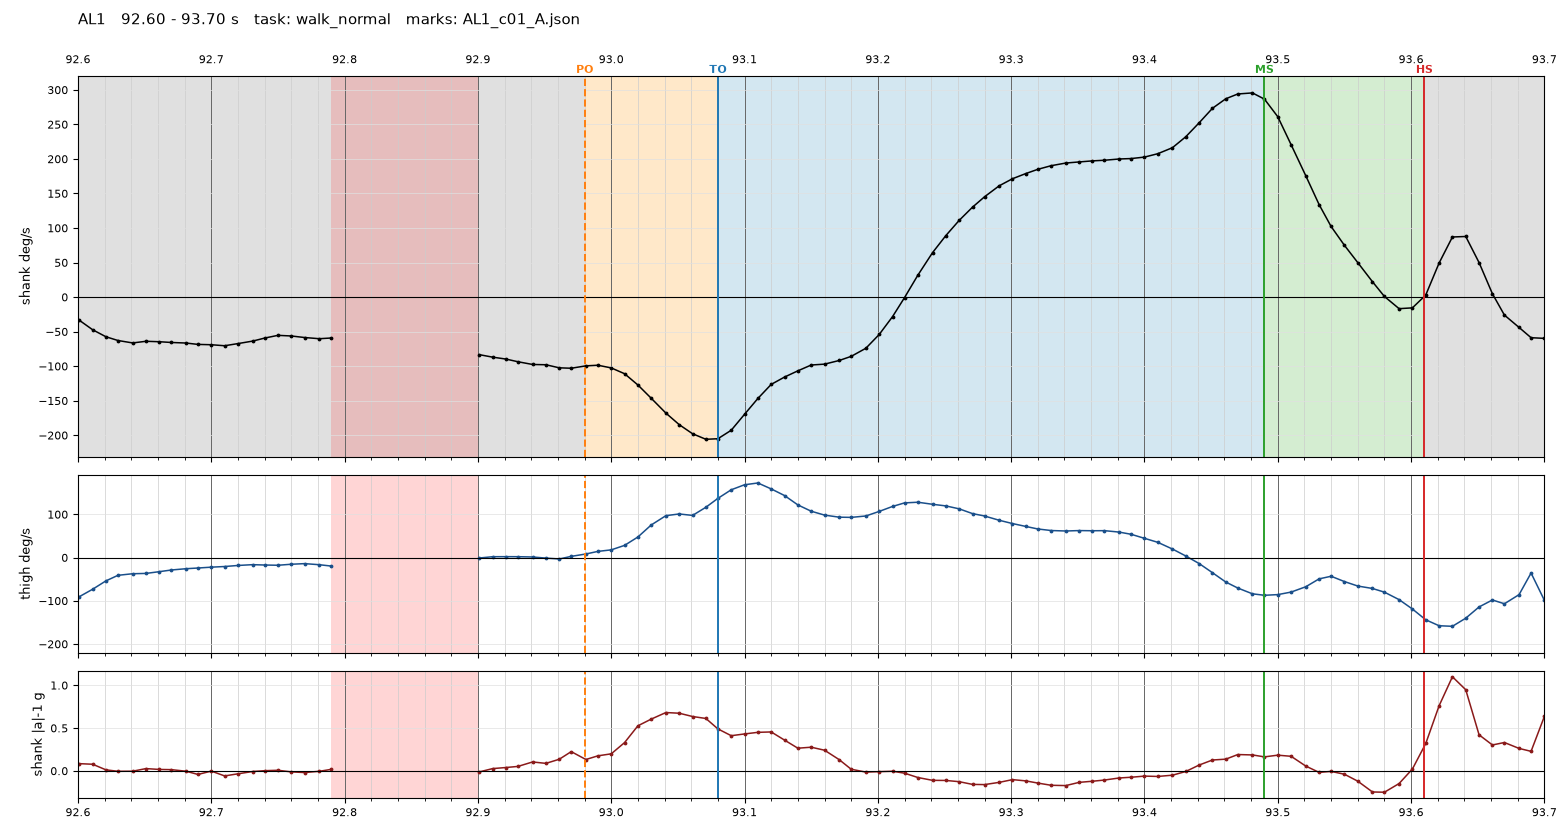 AL1   92.60 - 93.70 s   task: walk_normal   marks: AL1_c01_A.json
92.6 92.7 92.8 92.9 93.0 93.1 93.2 93.3 93.4 93.5 93.6 93.7
PO TO MS HS
shank deg/s
300
250
200
150
100
50
0
−50
−100
−150
−200
thigh deg/s
100
0
−100
−200
shank |a|-1 g
1.0
0.5
0.0
92.6 92.7 92.8 92.9 93.0 93.1 93.2 93.3 93.4 93.5 93.6 93.7